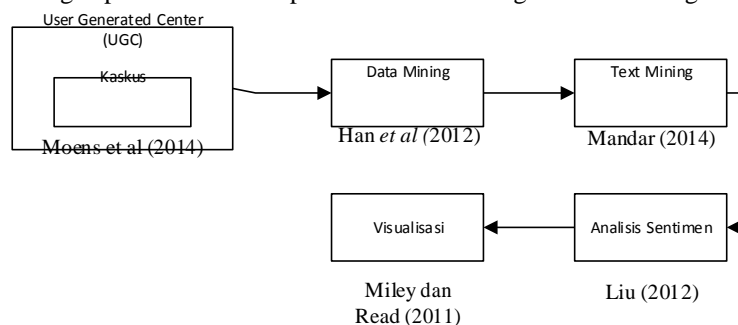 User Generated Center
(UGC)
Kaskus
Moens et al (2014)
Data Mining
Han et al (2012)
Text Mining
Mandar (2014)
Visualisasi
Miley dan
Read (2011)
Analisis Sentimen
Liu (2012)